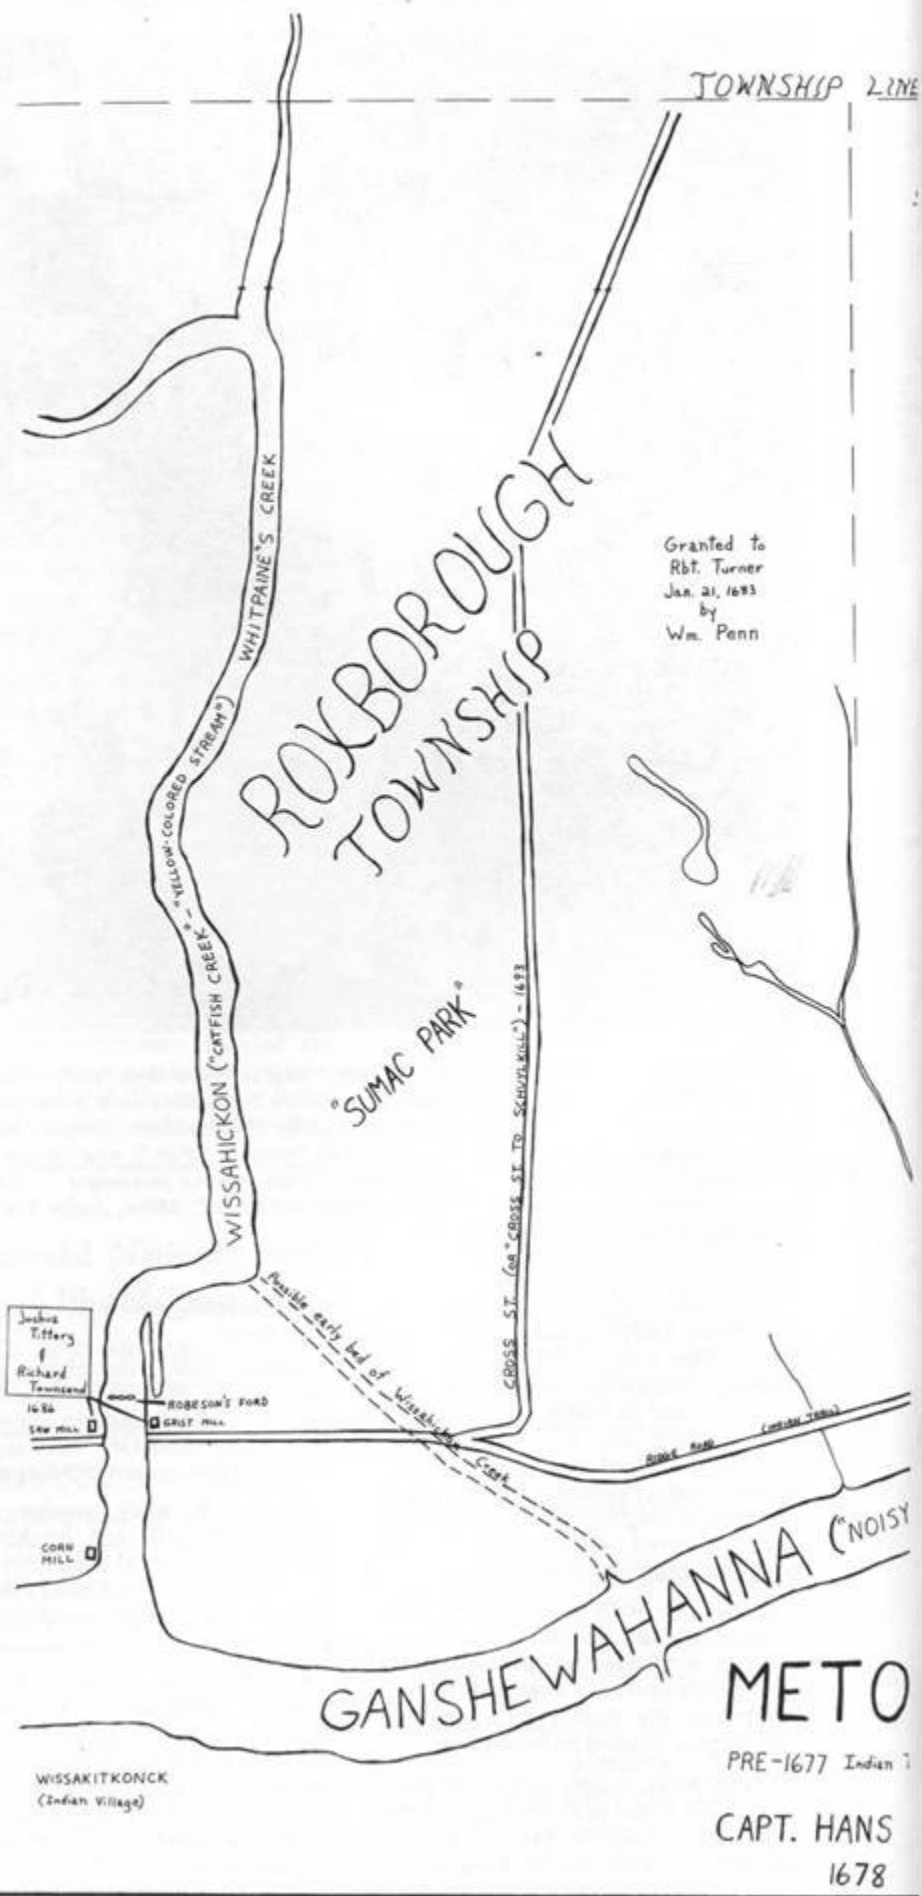 TOWNSHIP LINE
WHITPAINE'S CREEK
ROXBOROUGH
TOWNSHIP
Granted to
Rbt. Turner
Jan. 21, 1683
by
Wm. Penn
WISSAHICKON ("CATFISH CREEK" - "YELLOW-COLORED STREAM")
"SUMAC PARK"
CROSS ST. (OR "CROSS ST. TO SCHUYLKILL") - 1693
Possible early bed of Wissahickon Creek
Joshua
Tittery
&
Richard
Townsend
1686
SAW MILL
ROBESON'S FORD
GRIST MILL
RIDGE ROAD (INDIAN TRAIL)
CORN
MILL
GANSHEWAHANNA ("NOISY
WISSAKITKONCK
(Indian Village)
METO
PRE-1677 Indian
CAPT. HANS
1678